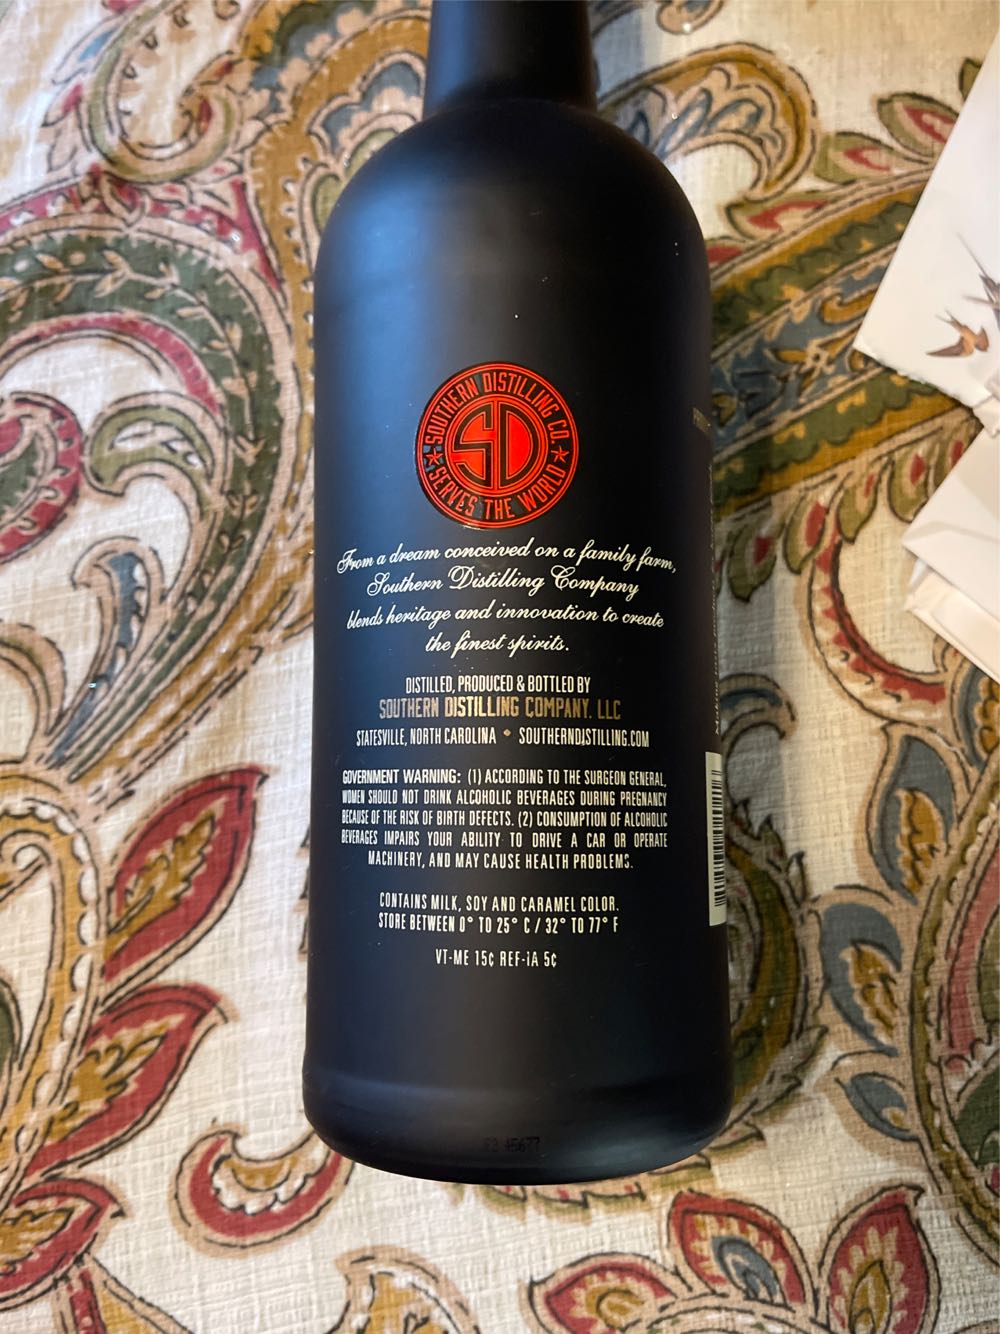 SOUTHERN DISTILLING CO.
SD
SERVES THE WORLD
From a dream conceived on a family farm,
Southern Distilling Company
blends heritage and innovation to create
the finest spirits.
DISTILLED, PRODUCED & BOTTLED BY
SOUTHERN DISTILLING COMPANY, LLC
STATESVILLE, NORTH CAROLINA • SOUTHERNDISTILLING.COM
GOVERNMENT WARNING: (1) ACCORDING TO THE SURGEON GENERAL,
WOMEN SHOULD NOT DRINK ALCOHOLIC BEVERAGES DURING PREGNANCY
BECAUSE OF THE RISK OF BIRTH DEFECTS. (2) CONSUMPTION OF ALCOHOLIC
BEVERAGES IMPAIRS YOUR ABILITY TO DRIVE A CAR OR OPERATE
MACHINERY, AND MAY CAUSE HEALTH PROBLEMS.
CONTAINS MILK, SOY AND CARAMEL COLOR.
STORE BETWEEN 0° TO 25° C / 32° TO 77° F
VT-ME 15¢ REF-iA 5¢